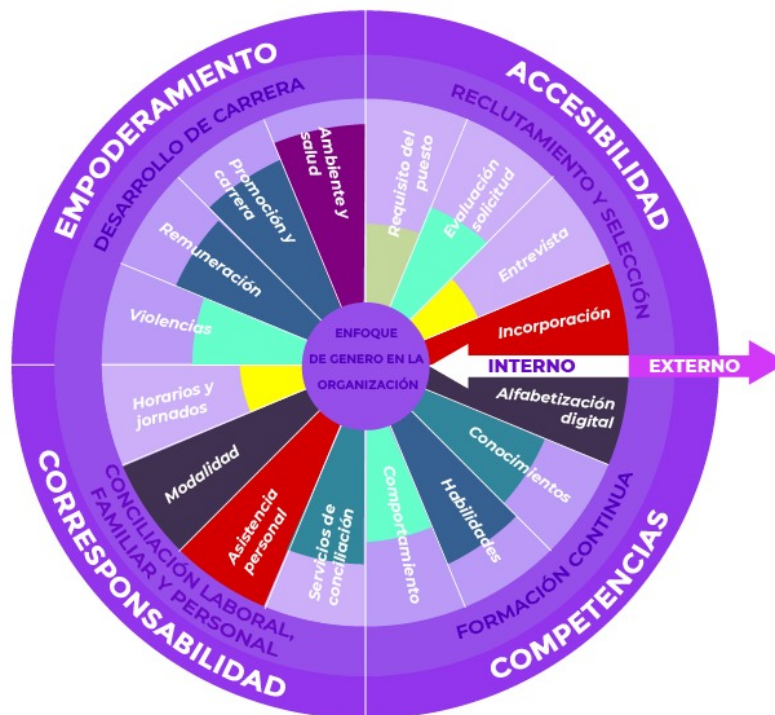 EMPODERAMIENTO
DESARROLLO DE CARRERA
Ambiente y
salud
Promoción y
carrera
Remuneración
Violencias
ACCESIBILIDAD
RECLUTAMIENTO Y SELECCIÓN
Requisito del
puesto
Evaluación
solicitud
Entrevista
Incorporación
ENFOQUE
DE GENERO EN LA
ORGANIZACIÓN
INTERNO
EXTERNO
Horarios y
jornados
Modalidad
Asistencia
personal
Servicios de
conciliación
CONCILIACIÓN LABORAL,
FAMILIAR Y PERSONAL
CORRESPONSABILIDAD
Alfabetización
digital
Conocimientos
Habilidades
Comportamiento
FORMACIÓN CONTINUA
COMPETENCIAS